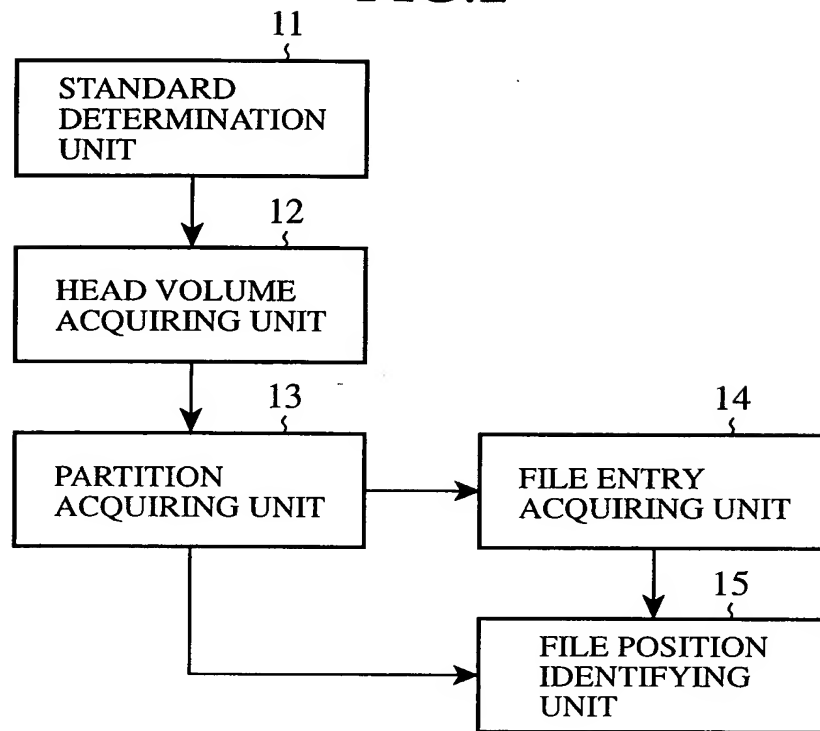 11
STANDARD
DETERMINATION
UNIT
12
HEAD VOLUME
ACQUIRING UNIT
13
PARTITION
ACQUIRING UNIT
14
FILE ENTRY
ACQUIRING UNIT
15
FILE POSITION
IDENTIFYING
UNIT